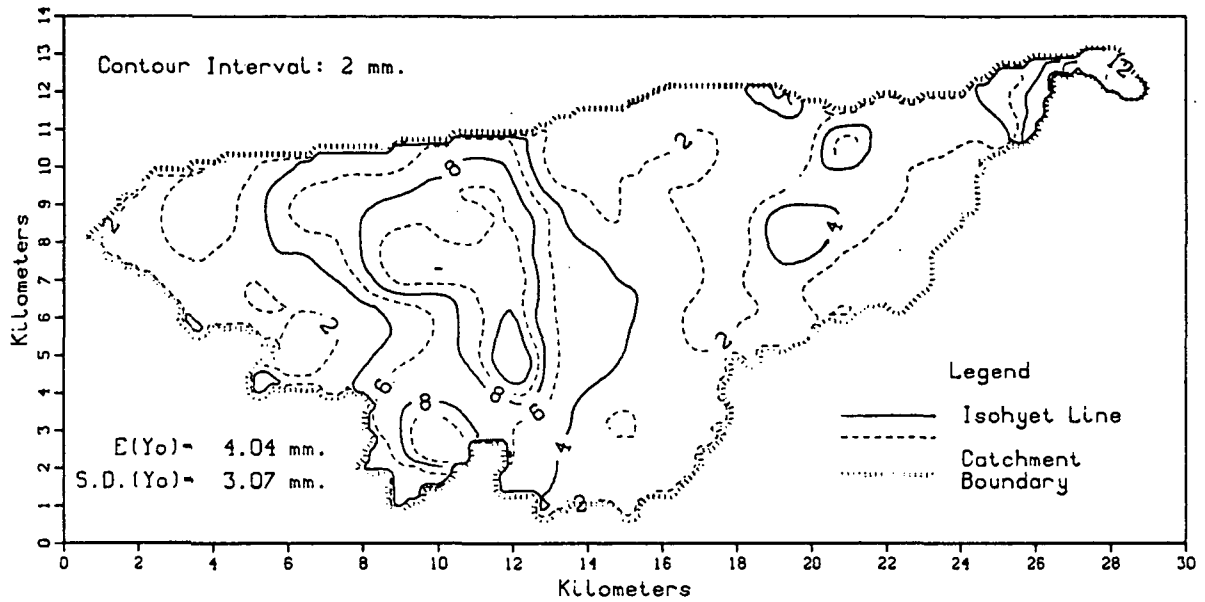 Contour Interval: 2 mm.
12
2
2
8
4
2
2
6
8
6
8
4
2
E(Yo)= 4.04 mm.
S.D.(Yo)= 3.07 mm.
Legend
Isohyet Line
Catchment
Boundary
Kilometers
14
13
12
11
10
9
8
7
6
5
4
3
2
1
0
0 2 4 6 8 10 12 14 16 18 20 22 24 26 28 30
Kilometers